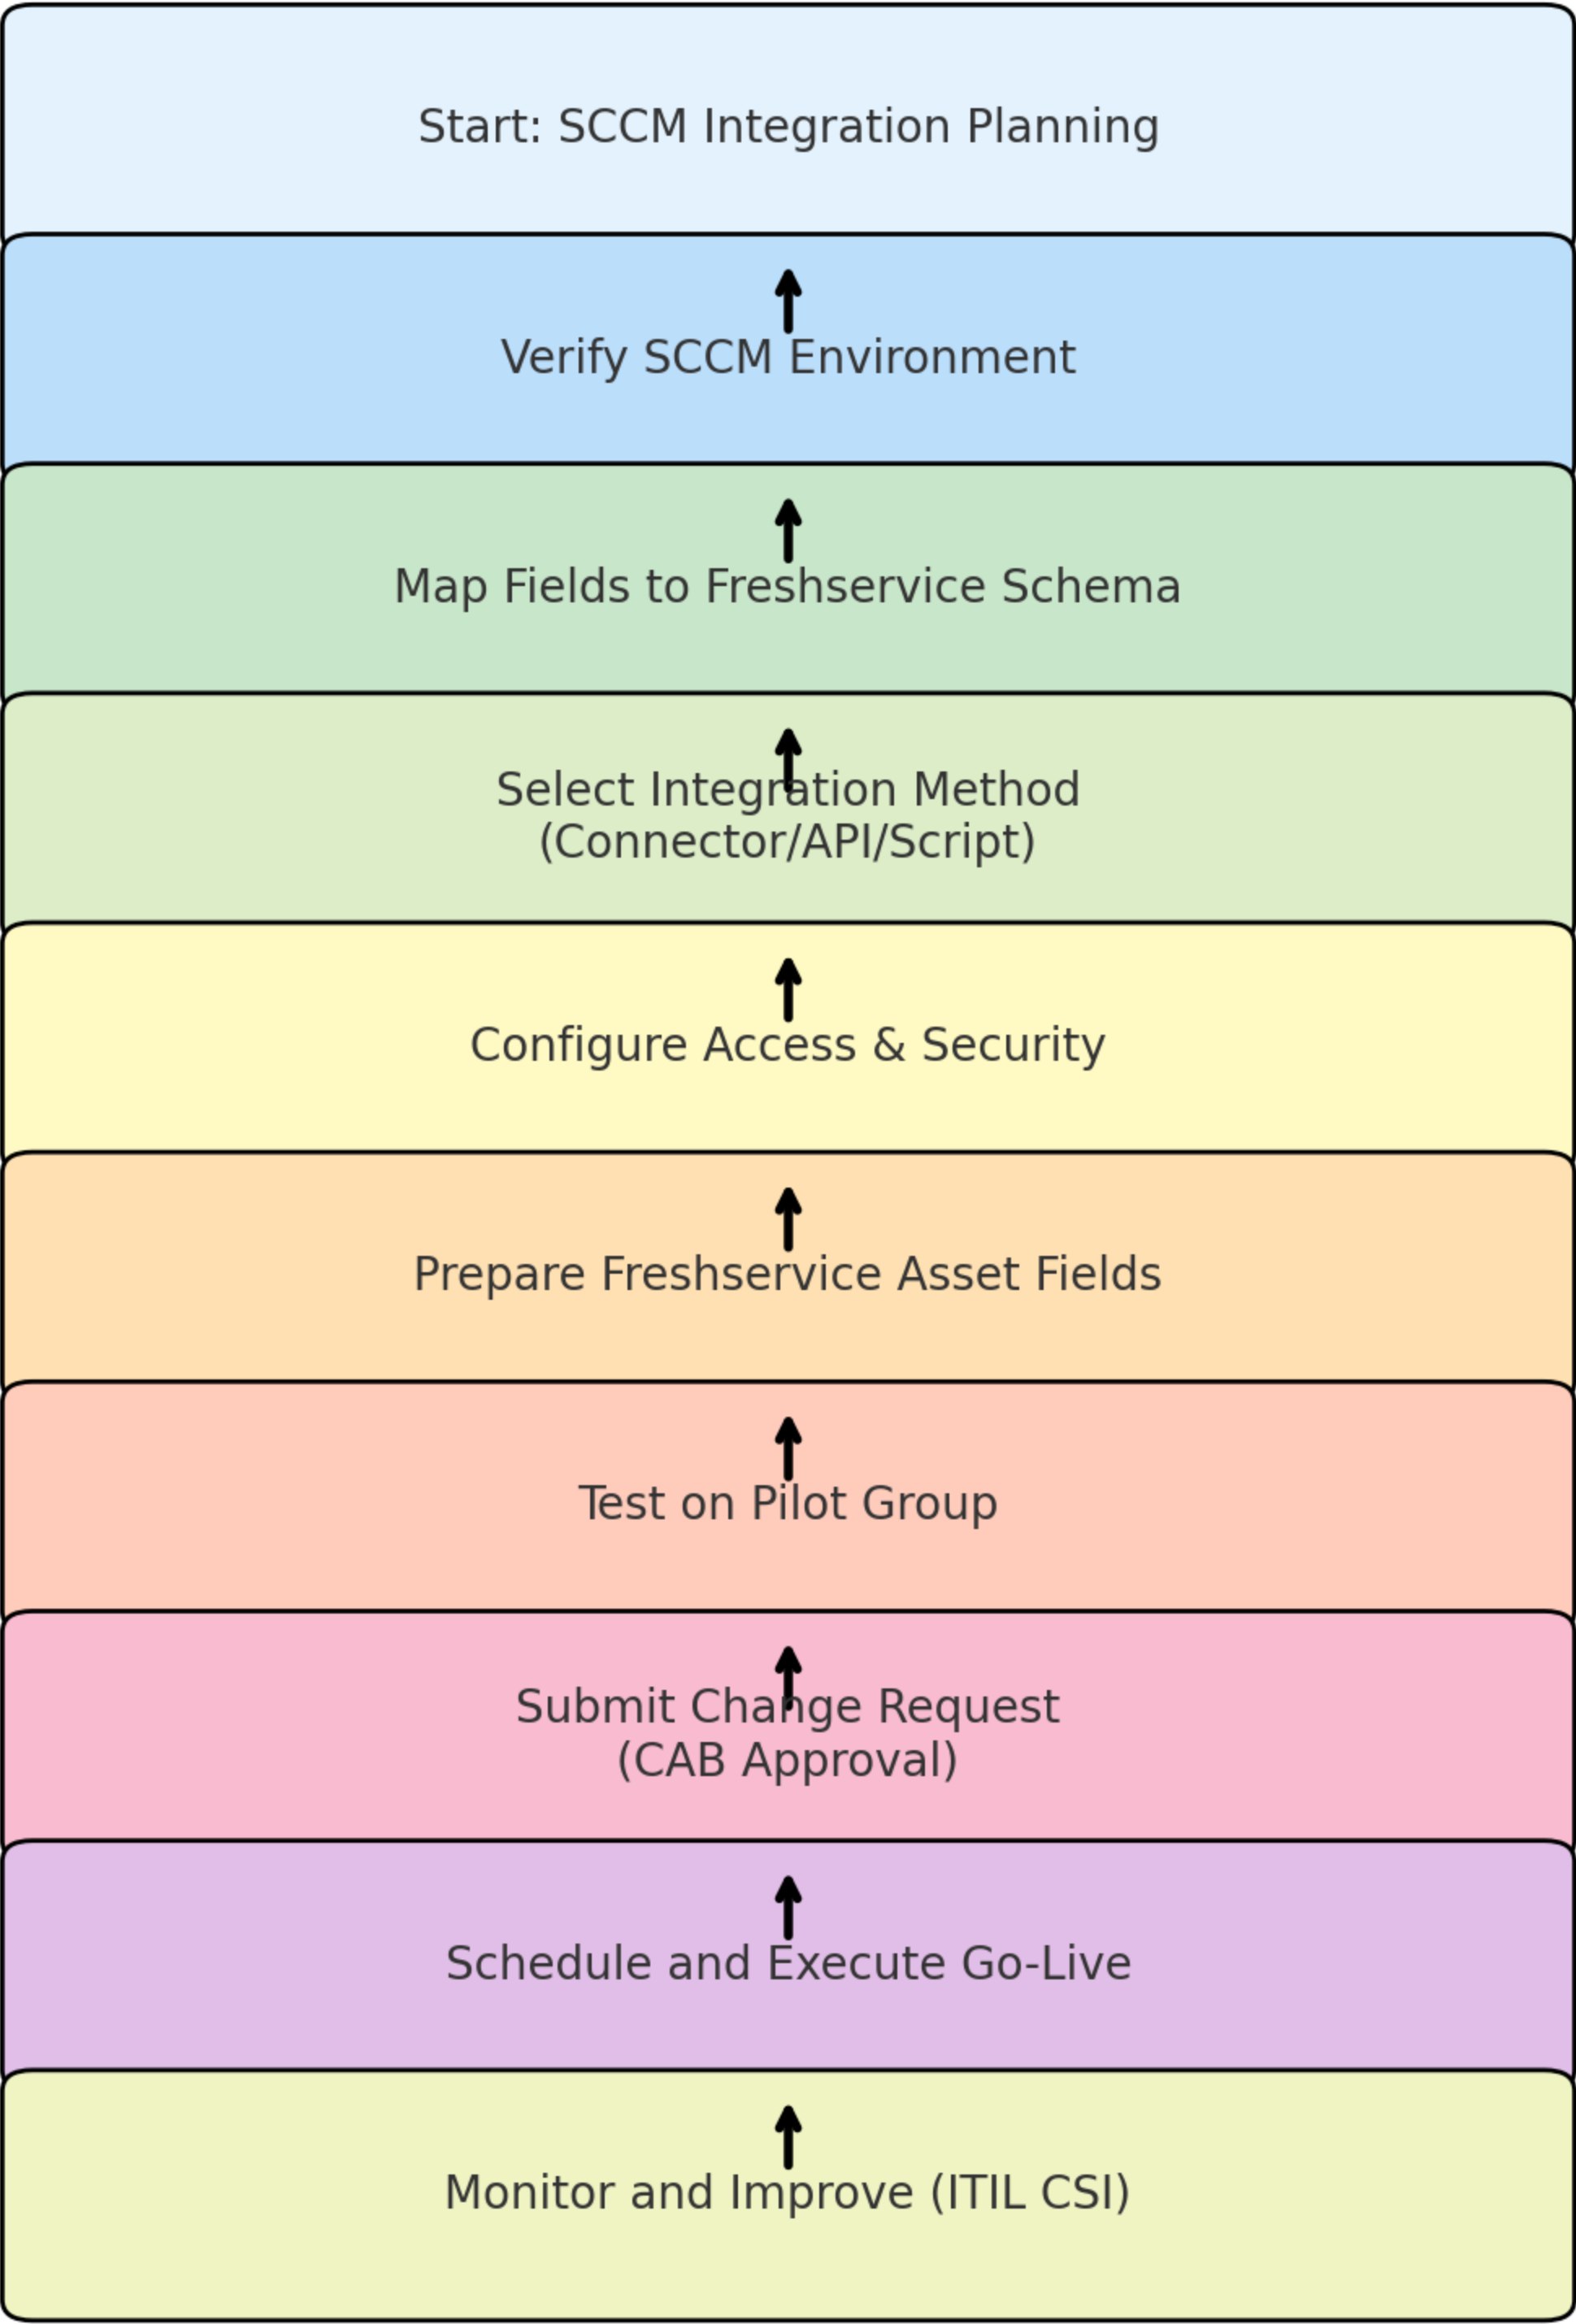 Start: SCCM Integration Planning
Verify SCCM Environment
Map Fields to Freshservice Schema
Select Integration Method
(Connector/API/Script)
Configure Access & Security
Prepare Freshservice Asset Fields
Test on Pilot Group
Submit Change Request
(CAB Approval)
Schedule and Execute Go-Live
Monitor and Improve (ITIL CSI)